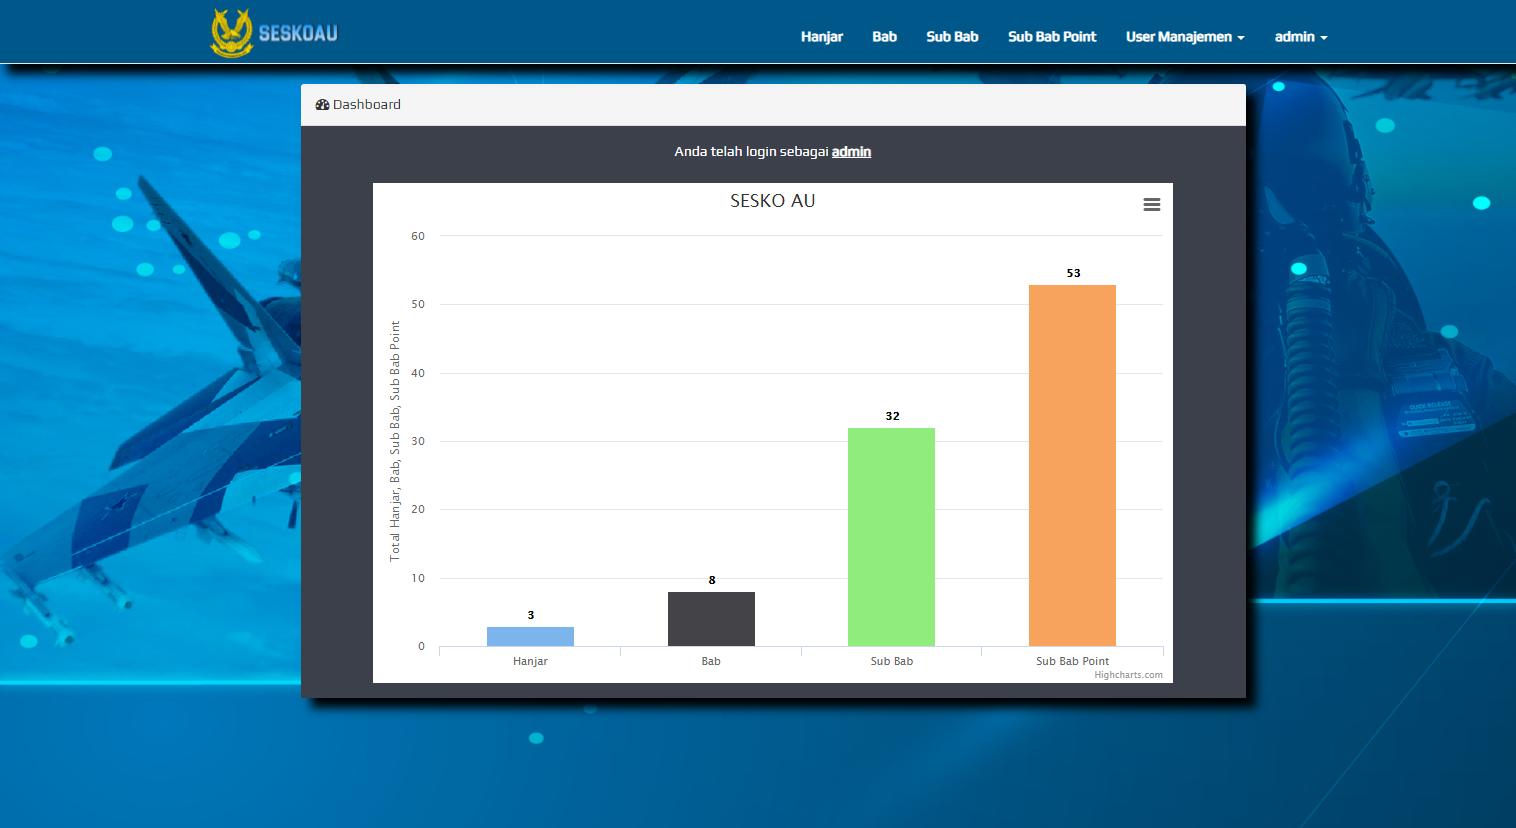 SESKOAU
Hanjar Bab Sub Bab Sub Bab Point User Manajemen admin
Dashboard
Anda telah login sebagai admin
SESKO AU
Total Hanjar, Bab, Sub Bab, Sub Bab Point
60
50
40
30
20
10
0
3
8
32
53
Hanjar Bab Sub Bab Sub Bab Point
Highcharts.com
QUICK RELEASE